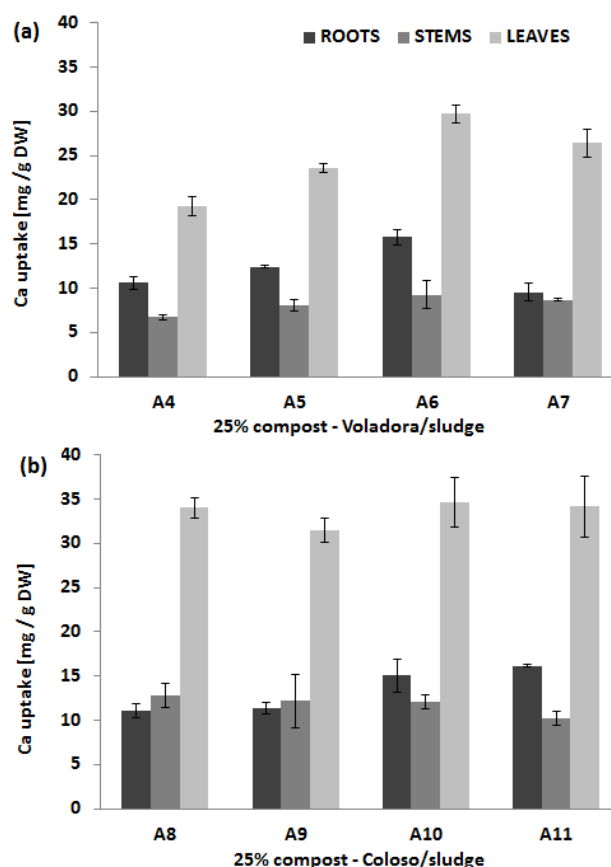 (a)
ROOTS STEMS LEAVES
40
35
30
25
20
15
10
5
0
Ca uptake [mg /g DW]
A4 A5 A6 A7
25% compost - Voladora/sludge
(b)
40
35
30
25
20
15
10
5
0
Ca uptake [mg / g DW]
A8 A9 A10 A11
25% compost - Coloso/sludge